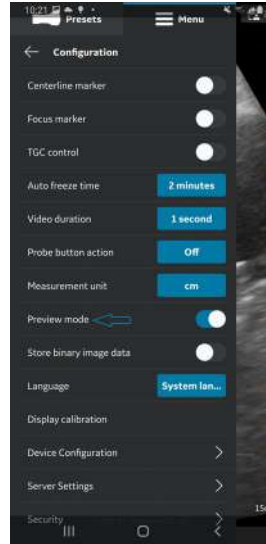 10:21
Presets
Menu
Configuration
Centerline marker
Focus marker
TGC control
Auto freeze time
2 minutes
Video duration
1 second
Probe button action
Off
Measurement unit
cm
Preview mode
Store binary image data
Language
System lan...
Display calibration
Device Configuration
Server Settings
Security